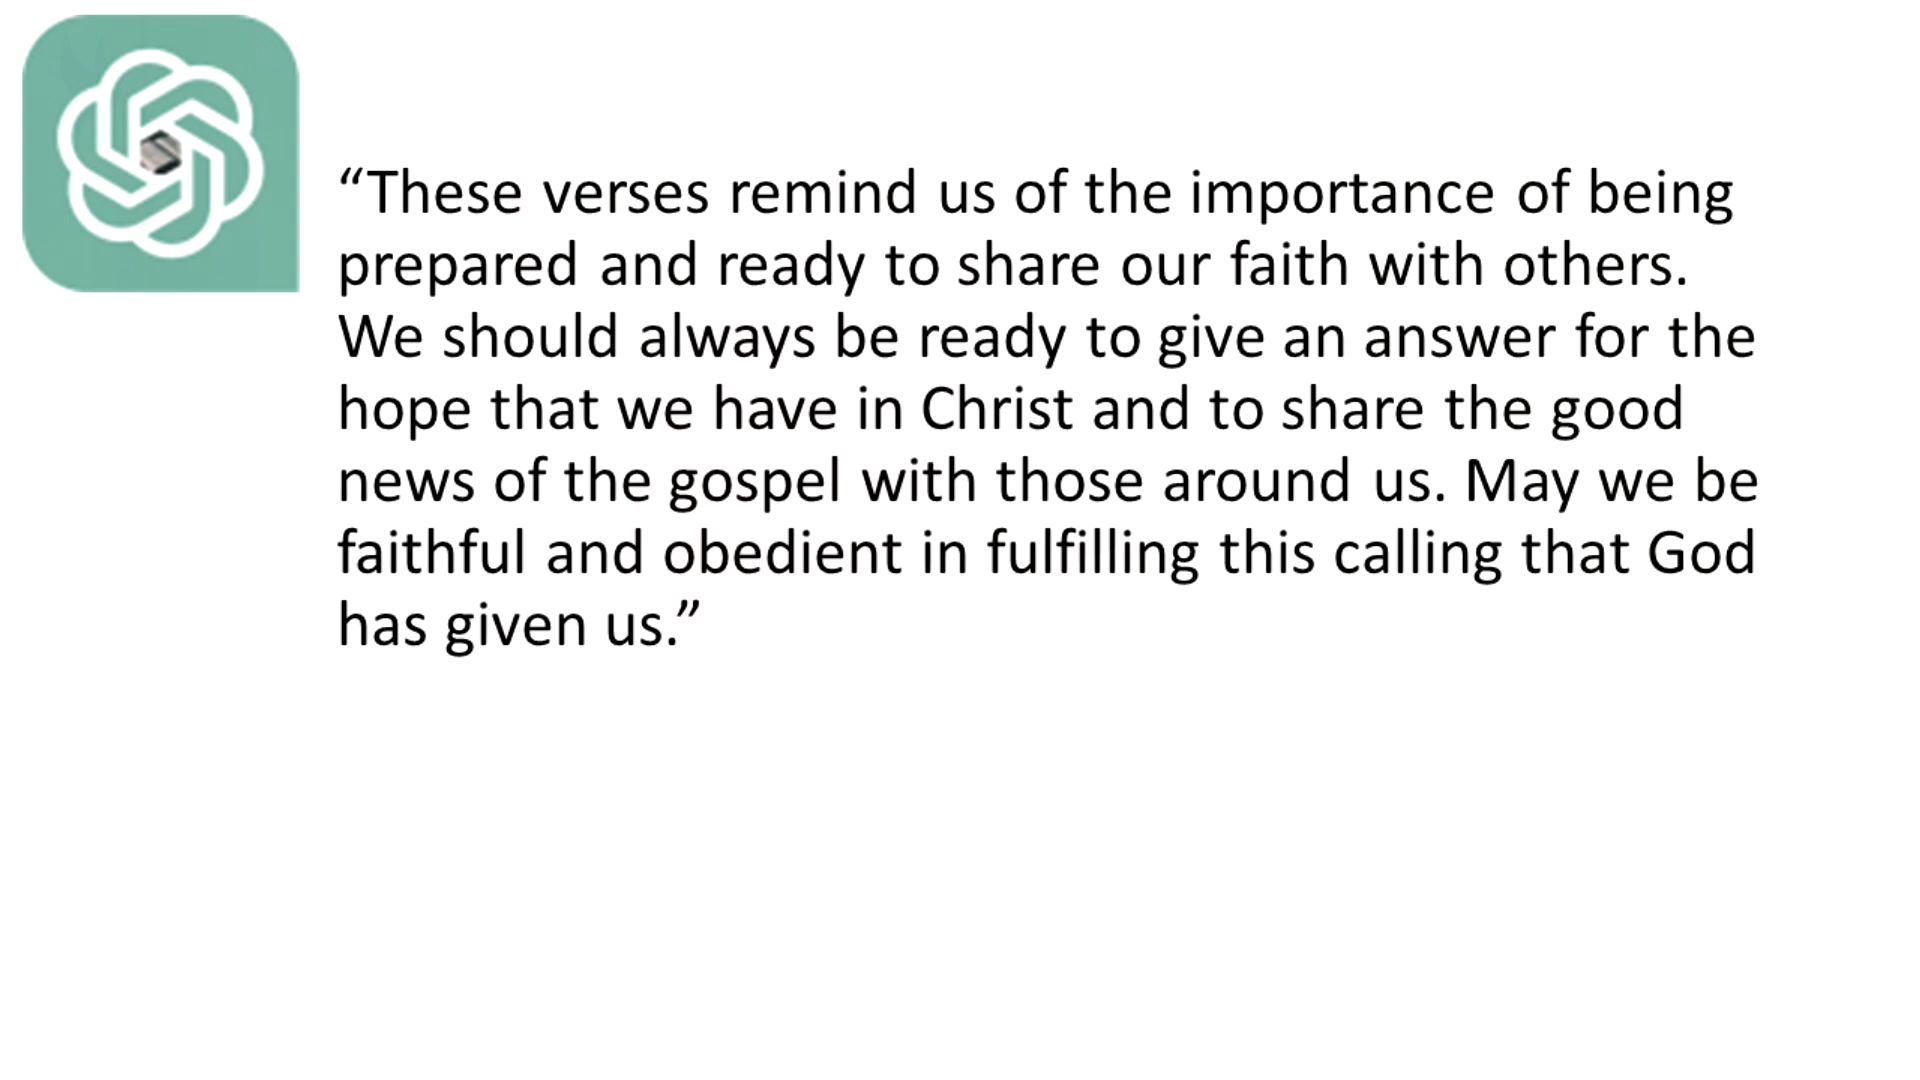 “These verses remind us of the importance of being
prepared and ready to share our faith with others.
We should always be ready to give an answer for the
hope that we have in Christ and to share the good
news of the gospel with those around us. May we be
faithful and obedient in fulfilling this calling that God
has given us.”